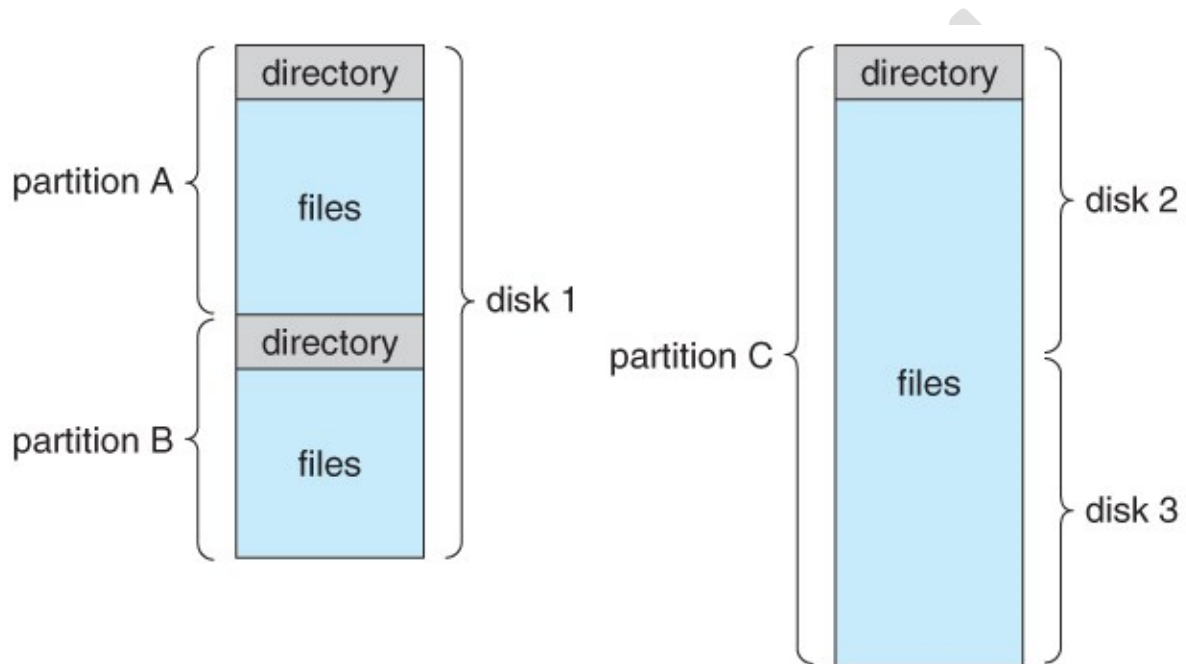 directory
partition A
files
disk 1
directory
partition B
files
directory
disk 2
partition C
files
disk 3